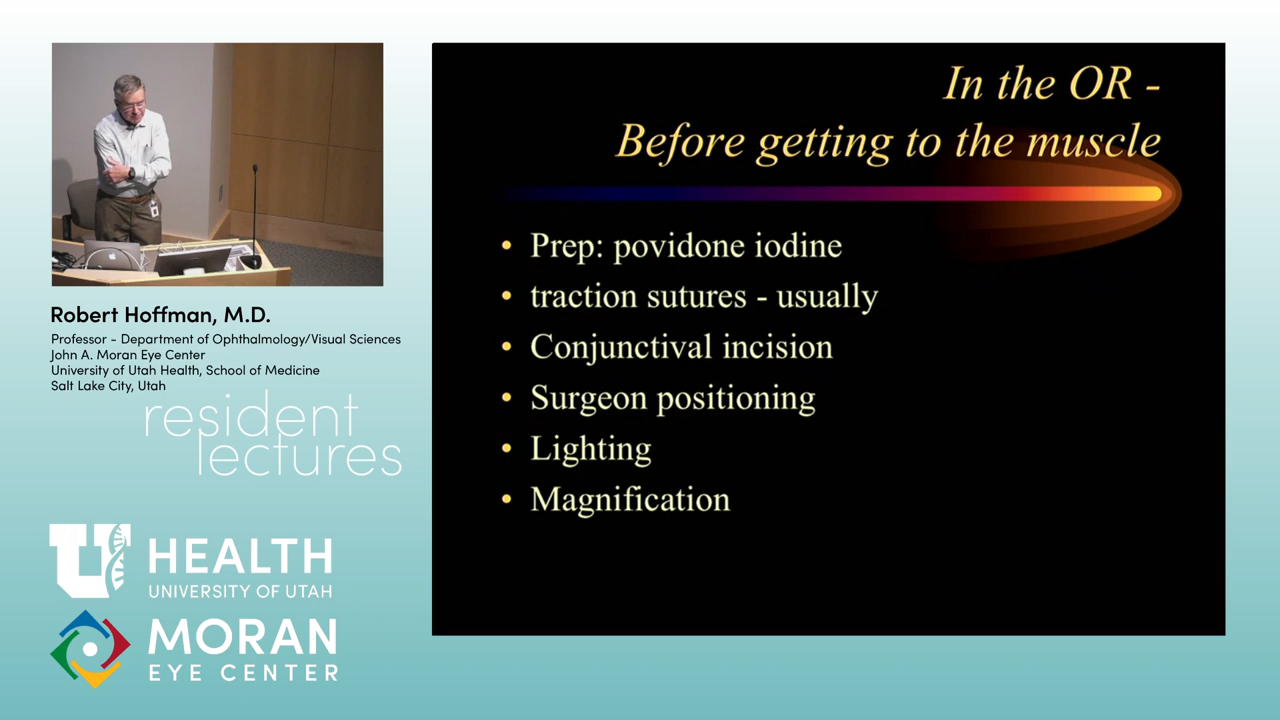 Robert Hoffman, M.D.
Professor - Department of Ophthalmology/Visual Sciences
John A. Moran Eye Center
University of Utah Health, School of Medicine
Salt Lake City, Utah
resident
lectures
U HEALTH
UNIVERSITY OF UTAH
MORAN
EYE CENTER
In the OR -
Before getting to the muscle
• Prep: povidone iodine
• traction sutures - usually
• Conjunctival incision
• Surgeon positioning
• Lighting
• Magnification